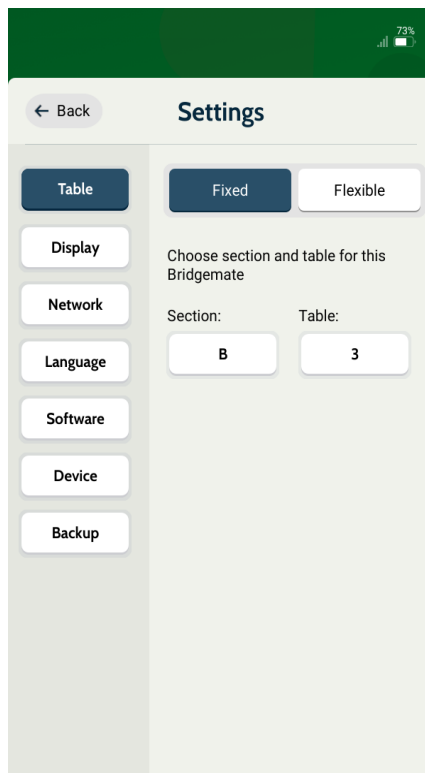 73%
Back
Settings
Table
Display
Network
Language
Software
Device
Backup
Fixed
Flexible
Choose section and table for this
Bridgemate
Section:
Table:
B
3